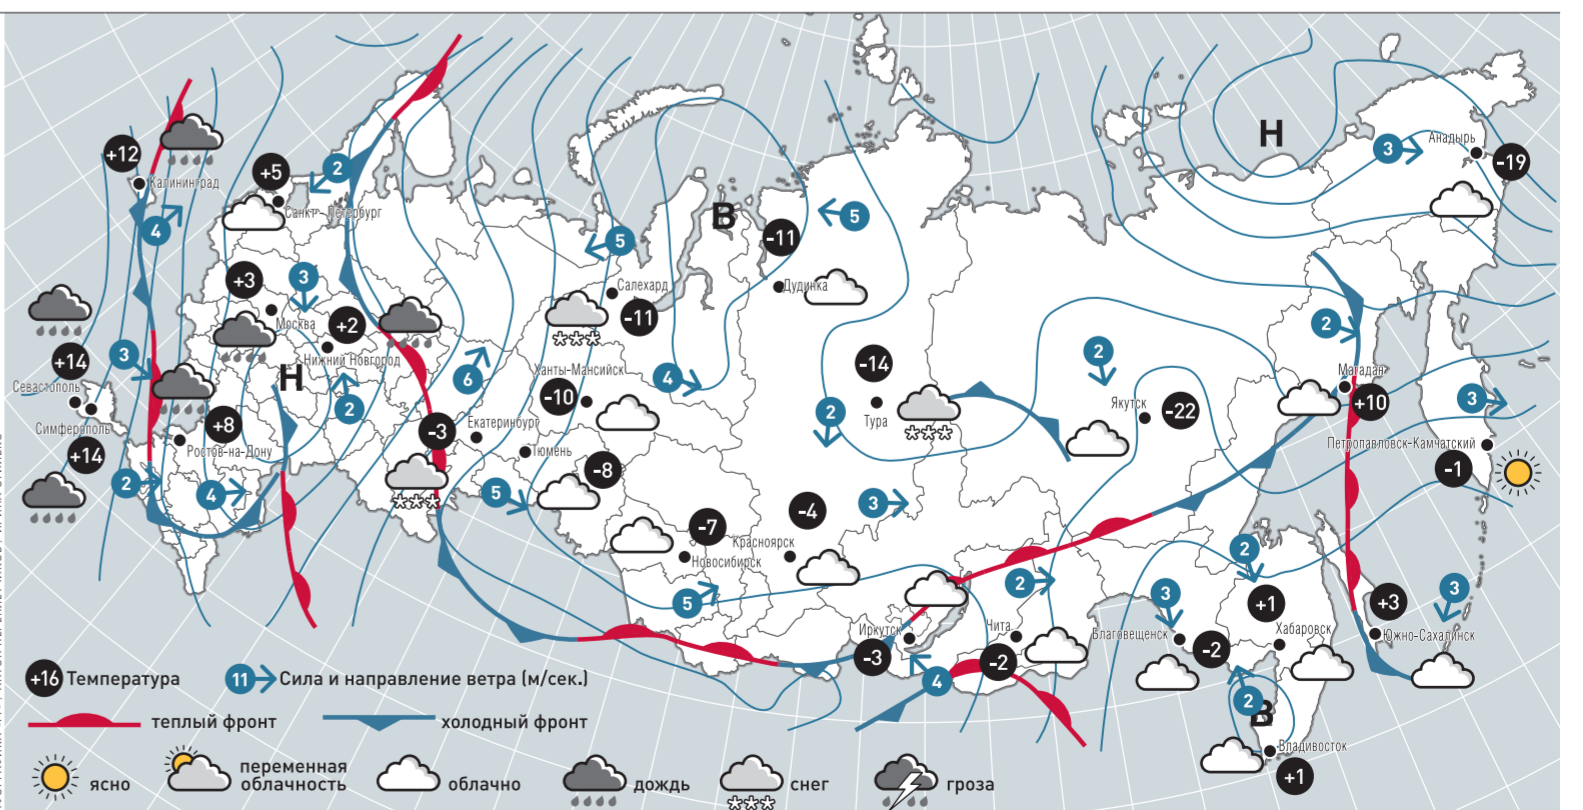 Н
3
Анадырь
-19
+12
Калининград
+5
2
Санкт-Петербург
4
В
5
5
-11
Дудинка
Салехард
-11
+3
3
Москва
+2
Нижний Новгород
Н
2
6
+14
3
Севастополь
Симферополь
+14
+8
Ростов-на-Дону
2
4
Ханты-Мансийск
-10
4
-3
Екатеринбург
Тюмень
-8
5
-14
Тура
2
2
Якутск
-22
2
Магадан
+10
3
Петропавловск-Камчатский
-1
-7
Новосибирск
-4
Красноярск
3
5
2
Иркутск
-3
Чита
-2
4
3
Благовещенск
-2
2
+1
Хабаровск
+3
Южно-Сахалинск
3
2
В
Владивосток
+1
+16 Температура
11 Сила и направление ветра (м/сек.)
теплый фронт
холодный фронт
ясно
переменная
облачность
облачно
дождь
снег
гроза